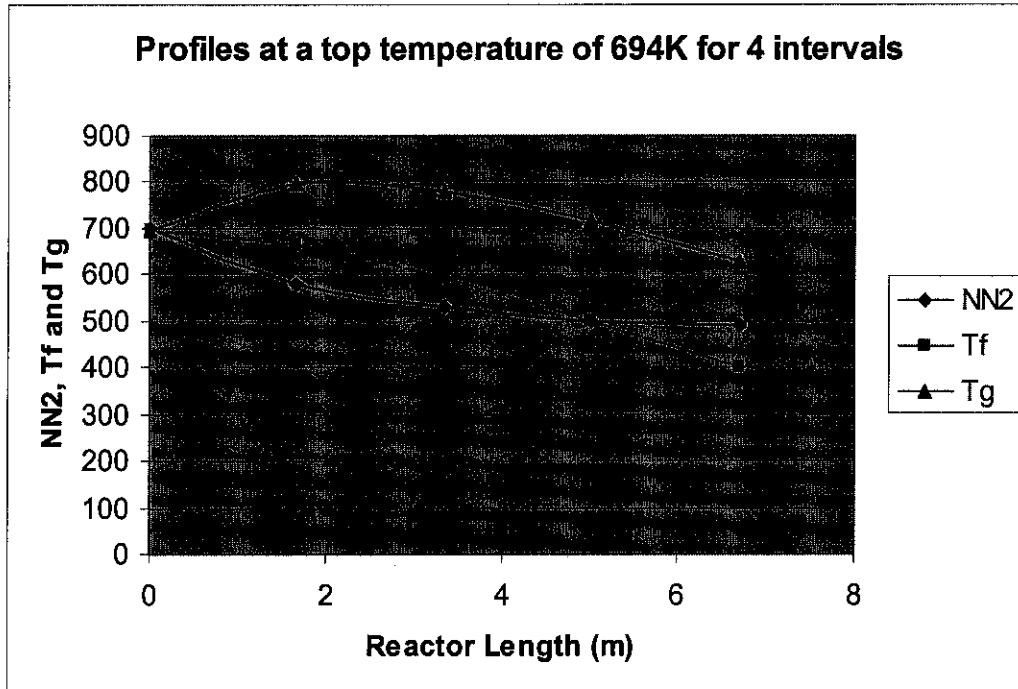 Profiles at a top temperature of 694K for 4 intervals
NN2, Tf and Tg
900
800
700
600
500
400
300
200
100
0
0 2 4 6 8
Reactor Length (m)
NN2
Tf
Tg